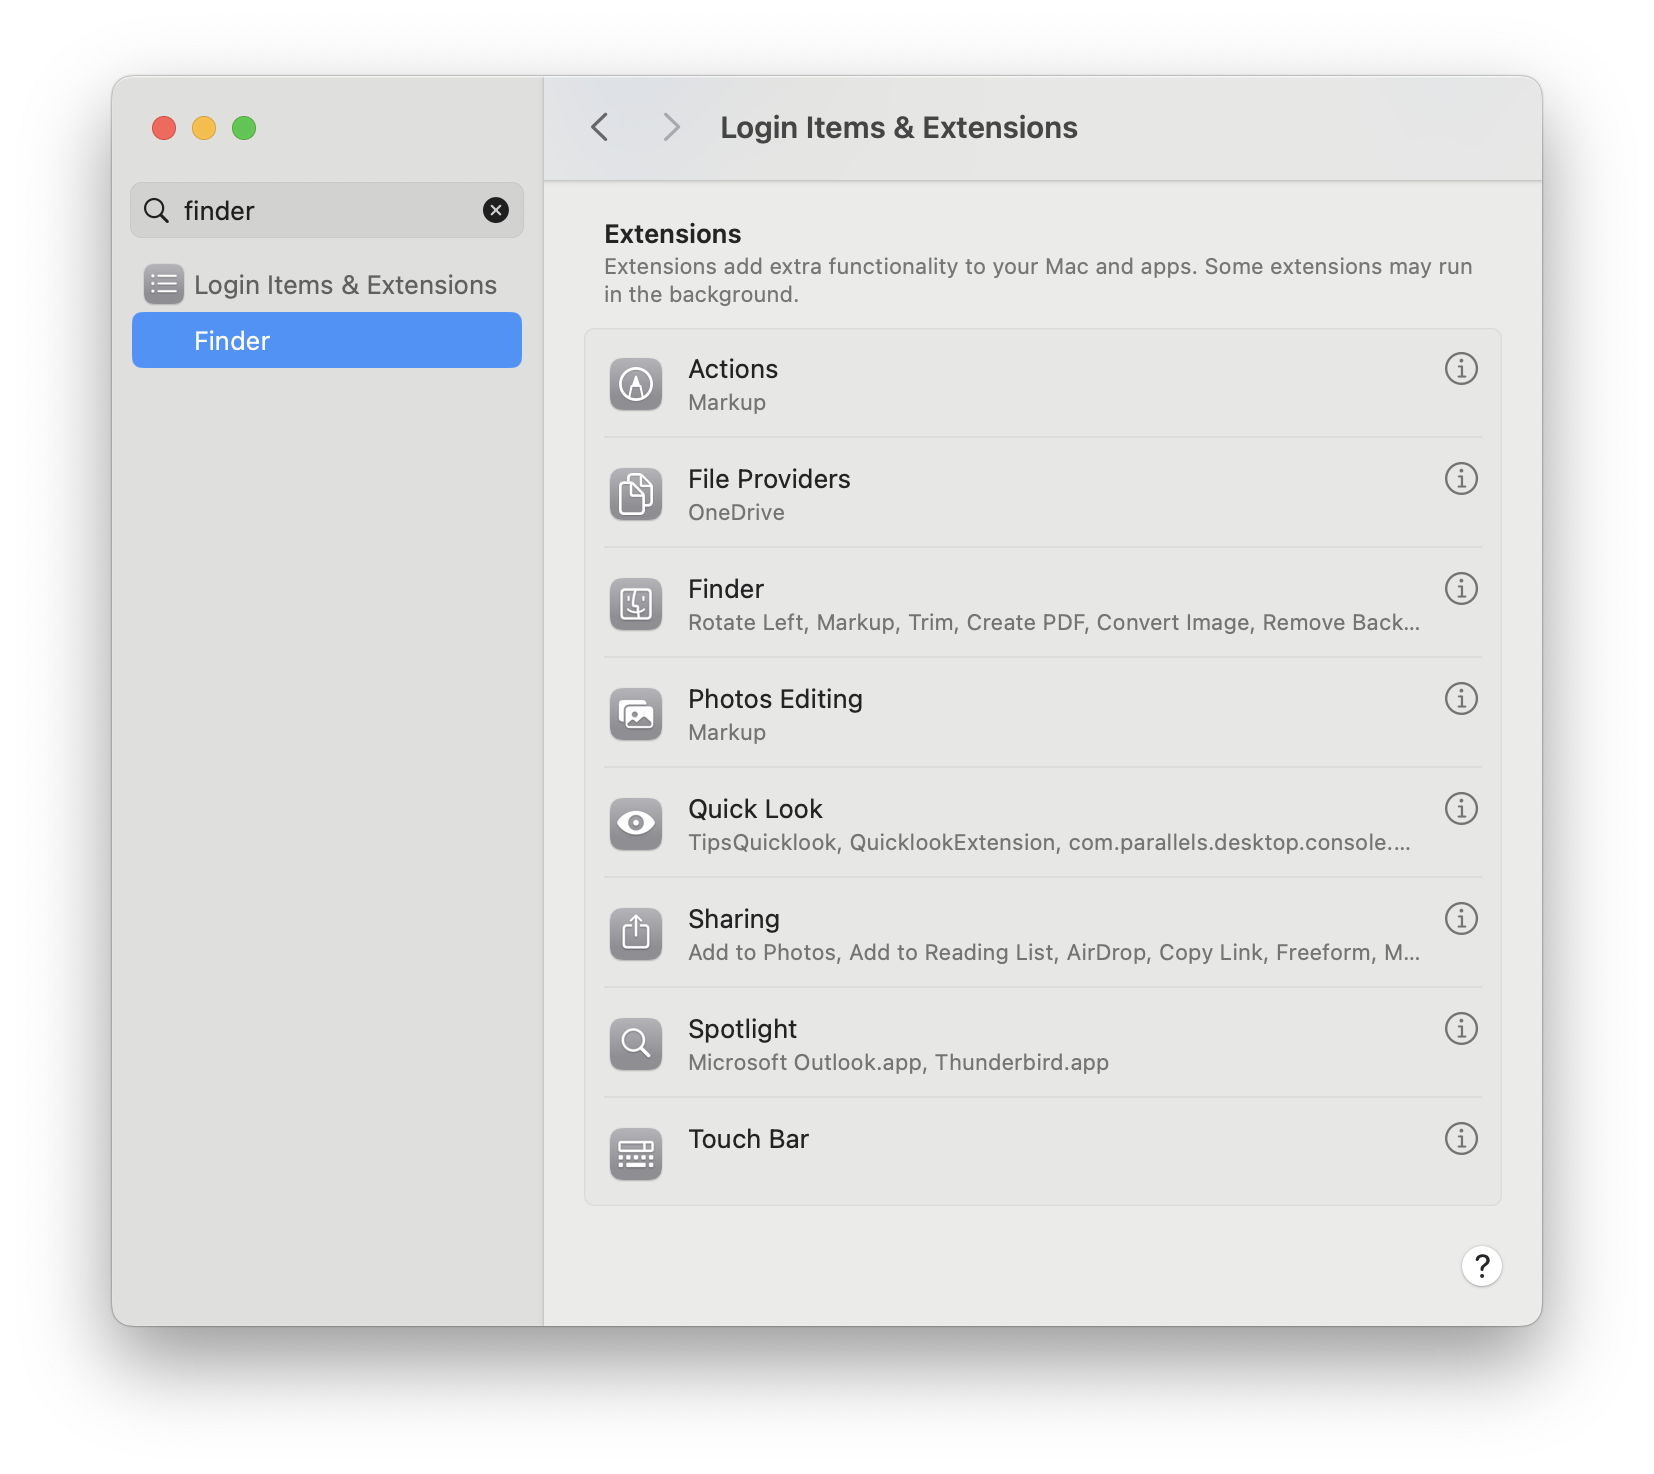 finder
Login Items & Extensions
Finder
Login Items & Extensions
Extensions
Extensions add extra functionality to your Mac and apps. Some extensions may run
in the background.
Actions
Markup
File Providers
OneDrive
Finder
Rotate Left, Markup, Trim, Create PDF, Convert Image, Remove Back...
Photos Editing
Markup
Quick Look
TipsQuicklook, QuicklookExtension, com.parallels.desktop.console....
Sharing
Add to Photos, Add to Reading List, AirDrop, Copy Link, Freeform, M...
Spotlight
Microsoft Outlook.app, Thunderbird.app
Touch Bar
?